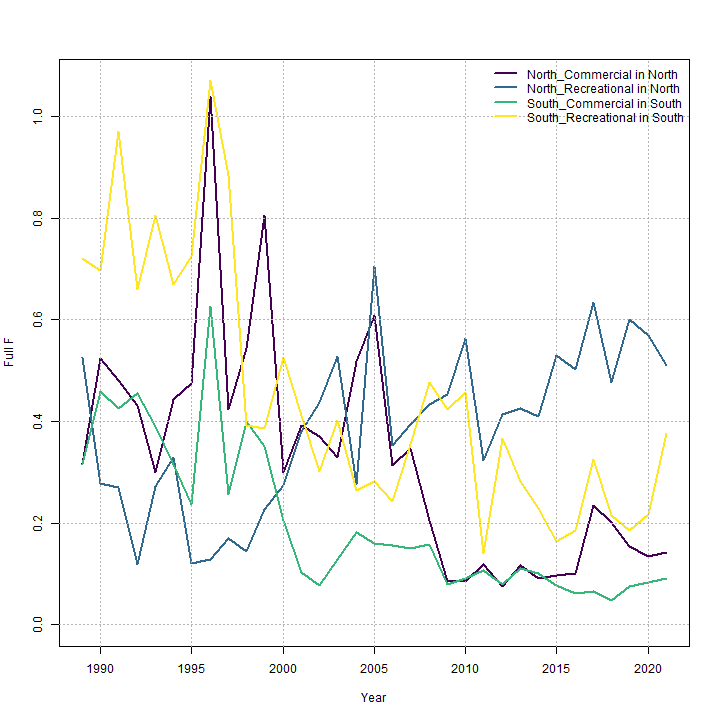 North_Commercial in North
North_Recreational in North
South_Commercial in South
South_Recreational in South
1.0
0.8
0.6
0.4
0.2
0.0
Full F
1990 1995 2000 2005 2010 2015 2020
Year